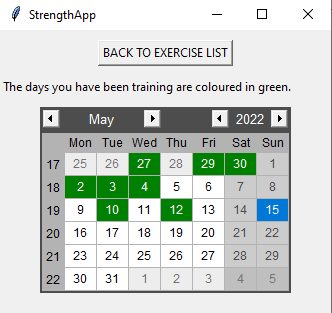 StrengthApp
BACK TO EXERCISE LIST
The days you have been training are coloured in green.
May 2022
Mon Tue Wed Thu Fri Sat Sun
17 25 26 27 28 29 30 1
18 2 3 4 5 6 7 8
19 9 10 11 12 13 14 15
20 16 17 18 19 20 21 22
21 23 24 25 26 27 28 29
22 30 31 1 2 3 4 5